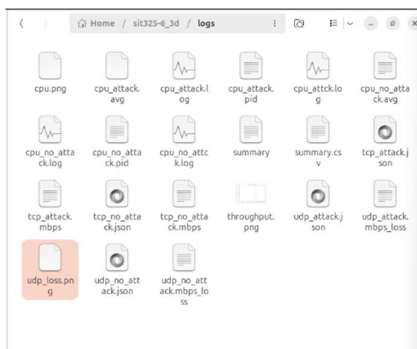 Home / sit325-6_3d / logs
cpu.png
cpu_attack.
avg
cpu_attack.l
og
cpu_attack.
pid
cpu_attck.lo
g
cpu_no_atta
ck.avg
cpu_no_atta
ck.log
cpu_no_atta
ck.pid
cpu_no_attc
k.log
summary
summary.cs
v
tcp_attack.j
son
tcp_attack.
mbps
tcp_no_atta
ck.json
tcp_no_atta
ck.mbps
throughput.
png
udp_attack.j
son
udp_attack.
mbps_loss
udp_loss.pn
g
udp_no_att
ack.json
udp_no_att
ack.mbps_lo
ss